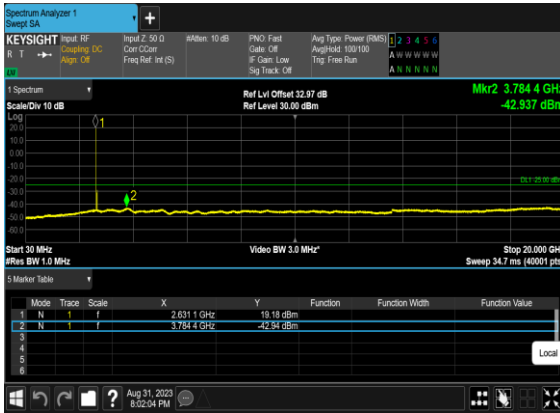 Spectrum Analyzer 1
Swept SA
+
KEYSIGHT Input: RF Input Z: 50 Ω #Atten: 10 dB PNO: Fast Avg Type: Power (RMS) 1 2 3 4 5 6
R T Coupling: DC Corr CCorr Gate: Off Avg|Hold: 100/100 A W W W W W
Align: Off Freq Ref: Int (S) IF Gain: Low Trig: Free Run
Sig Track: Off A N N N N N
1 Spectrum Ref Lvl Offset 32.97 dB Mkr2 3.784 4 GHz
Scale/Div 10 dB Ref Level 30.00 dBm -42.937 dBm
Log
20.0
10.0
0.00
-10.0
-20.0
-30.0
-40.0
-50.0
-60.0
1
2
DL1 -25.00 dBm
Start 30 MHz Video BW 3.0 MHz* Stop 20.000 GHz
#Res BW 1.0 MHz Sweep 34.7 ms (40001 pts)
5 Marker Table
Mode Trace Scale X Y Function Function Width Function Value
1 N 1 f 2.631 1 GHz 19.18 dBm
2 N 1 f 3.784 4 GHz -42.94 dBm
3
4
5
6
Local
? Aug 31, 2023
8:02:04 PM